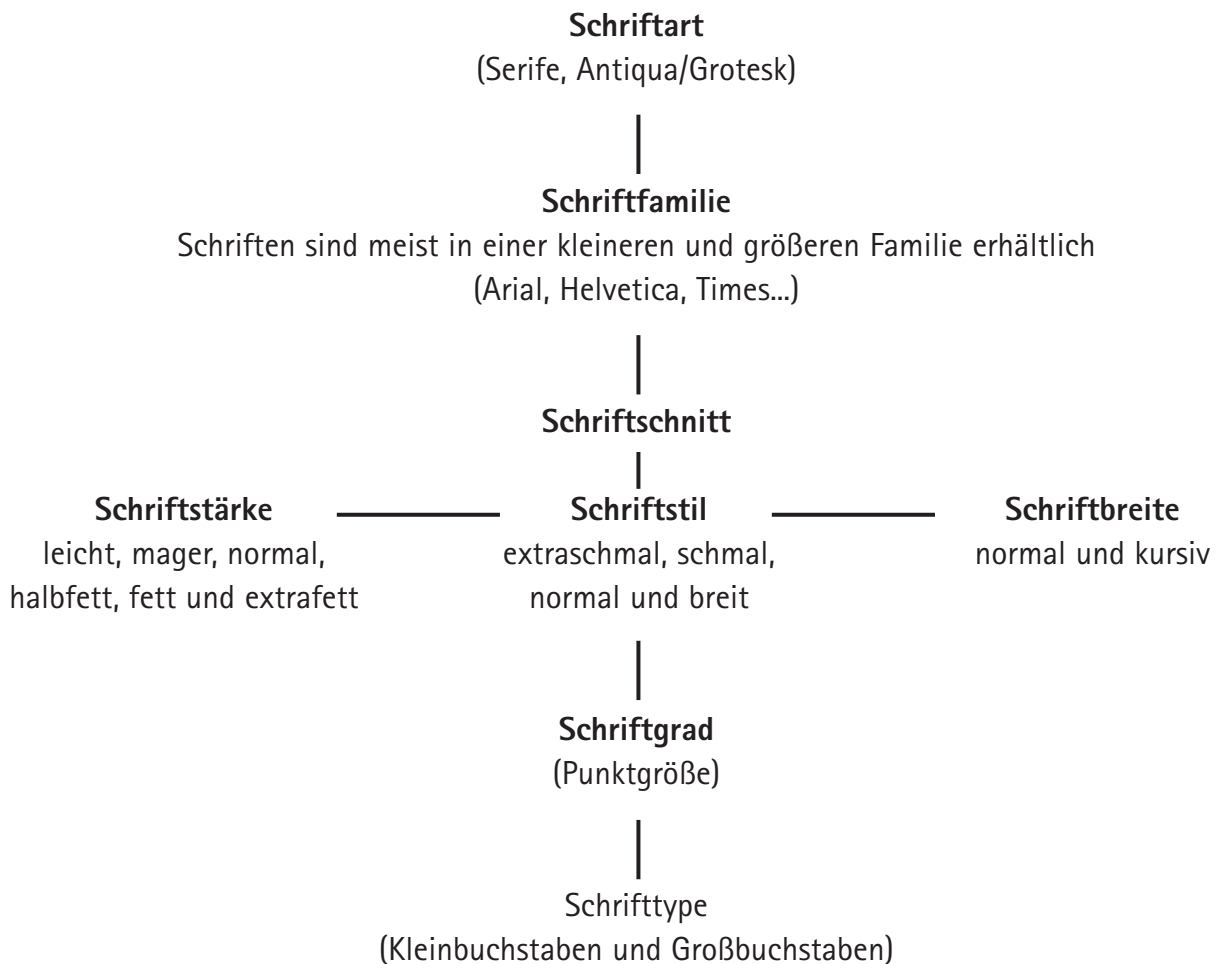 Schriftart
(Serife, Antiqua/Grotesk)
Schriftfamilie
Schriften sind meist in einer kleineren und größeren Familie erhältlich
(Arial, Helvetica, Times...)
Schriftschnitt
Schriftstärke
leicht, mager, normal,
halbfett, fett und extrafett
Schriftstil
extraschmal, schmal,
normal und breit
Schriftbreite
normal und kursiv
Schriftgrad
(Punktgröße)
Schrifttype
(Kleinbuchstaben und Großbuchstaben)